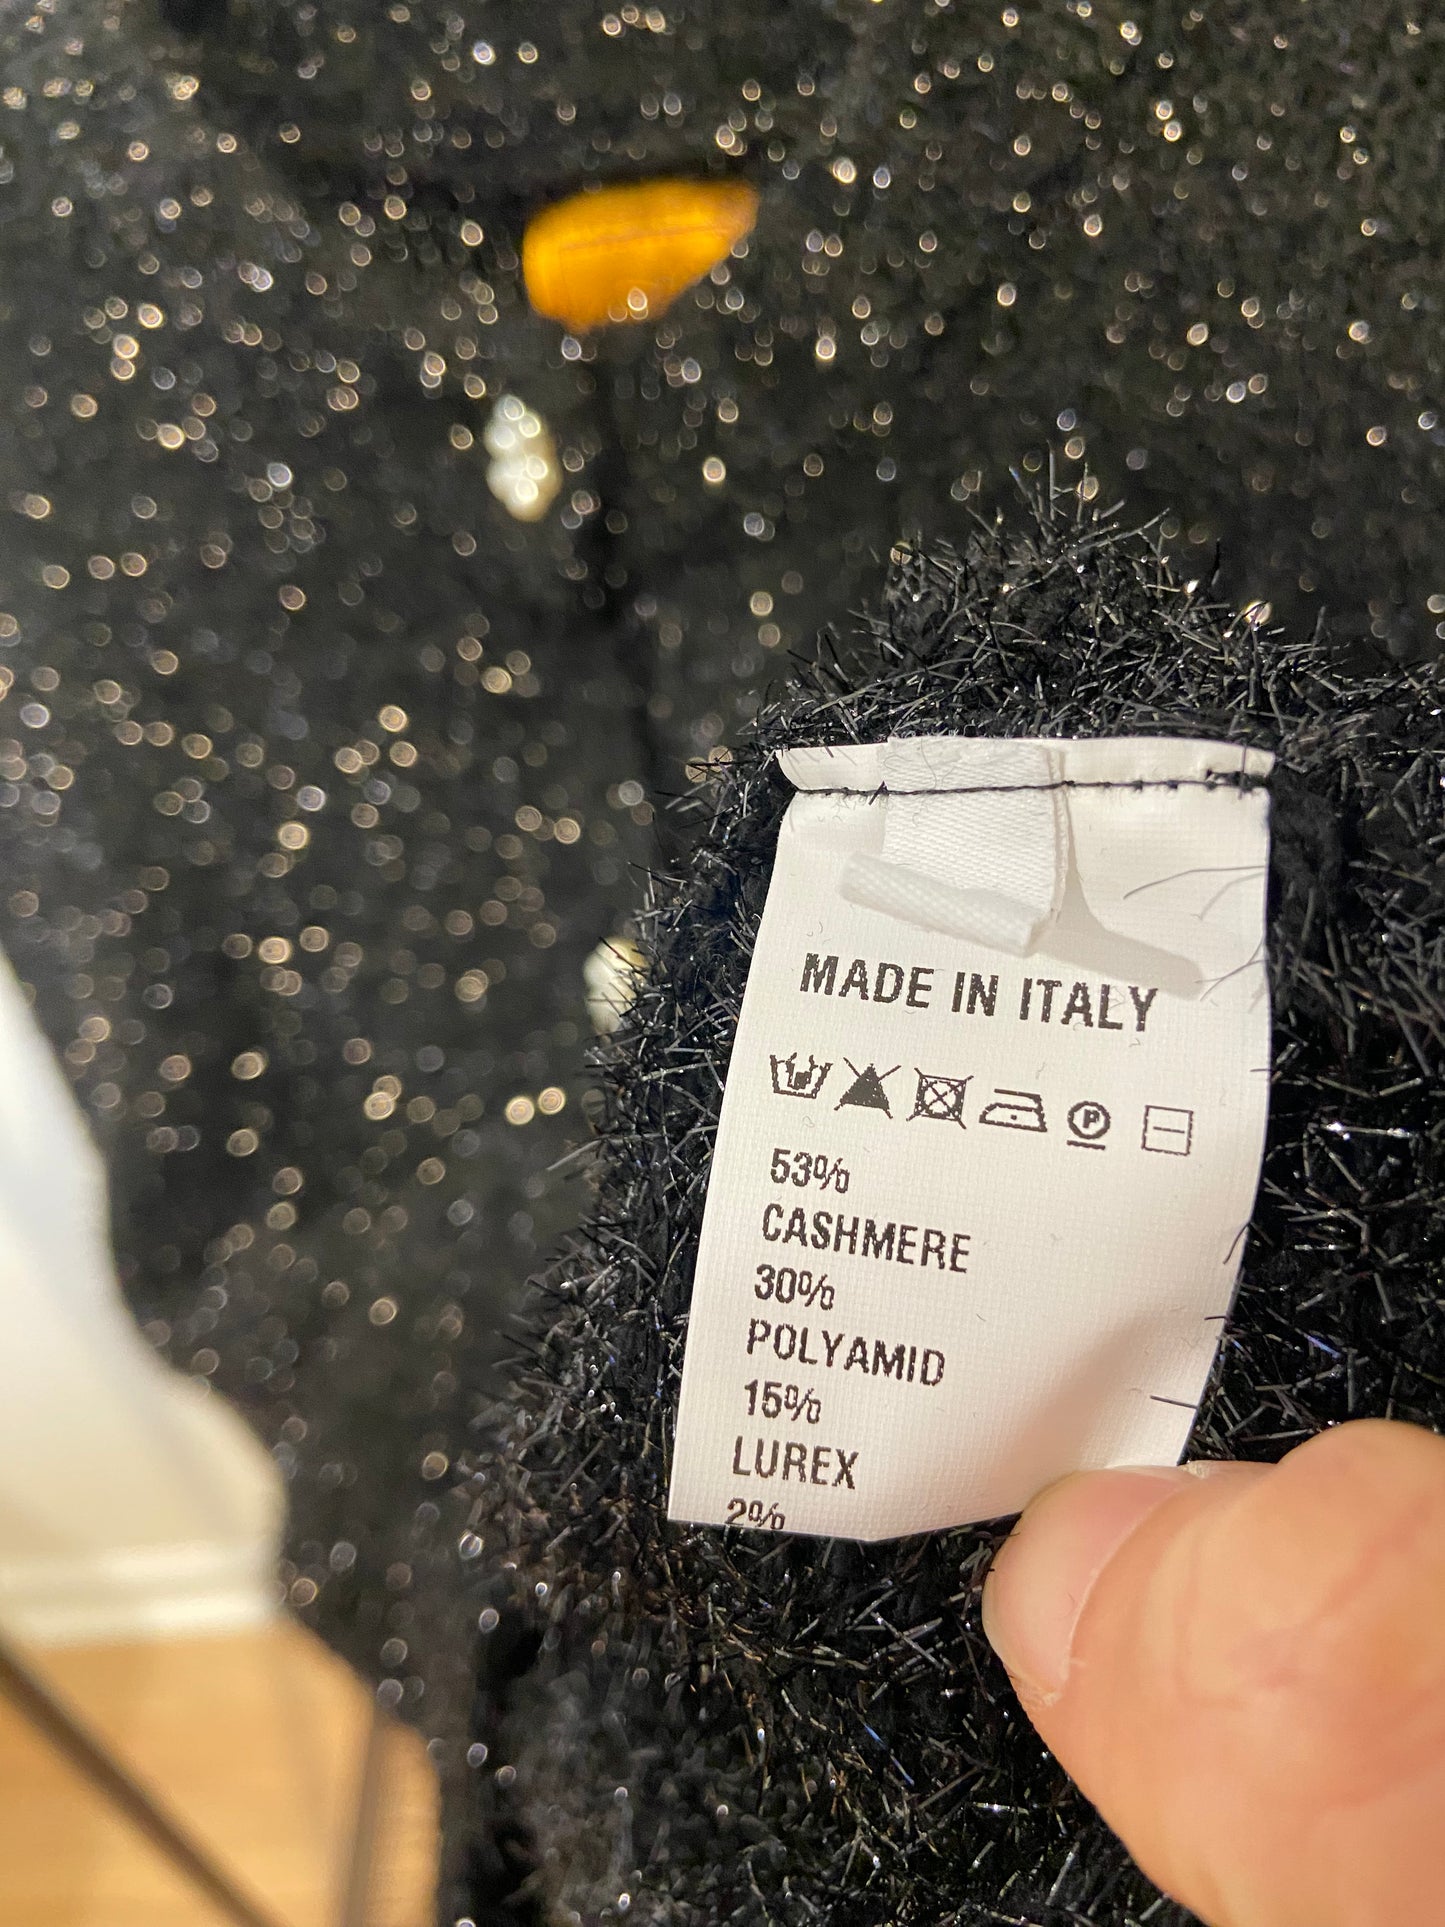 MADE IN ITALY
P
53%
CASHMERE
30%
POLYAMID
15%
LUREX
2%